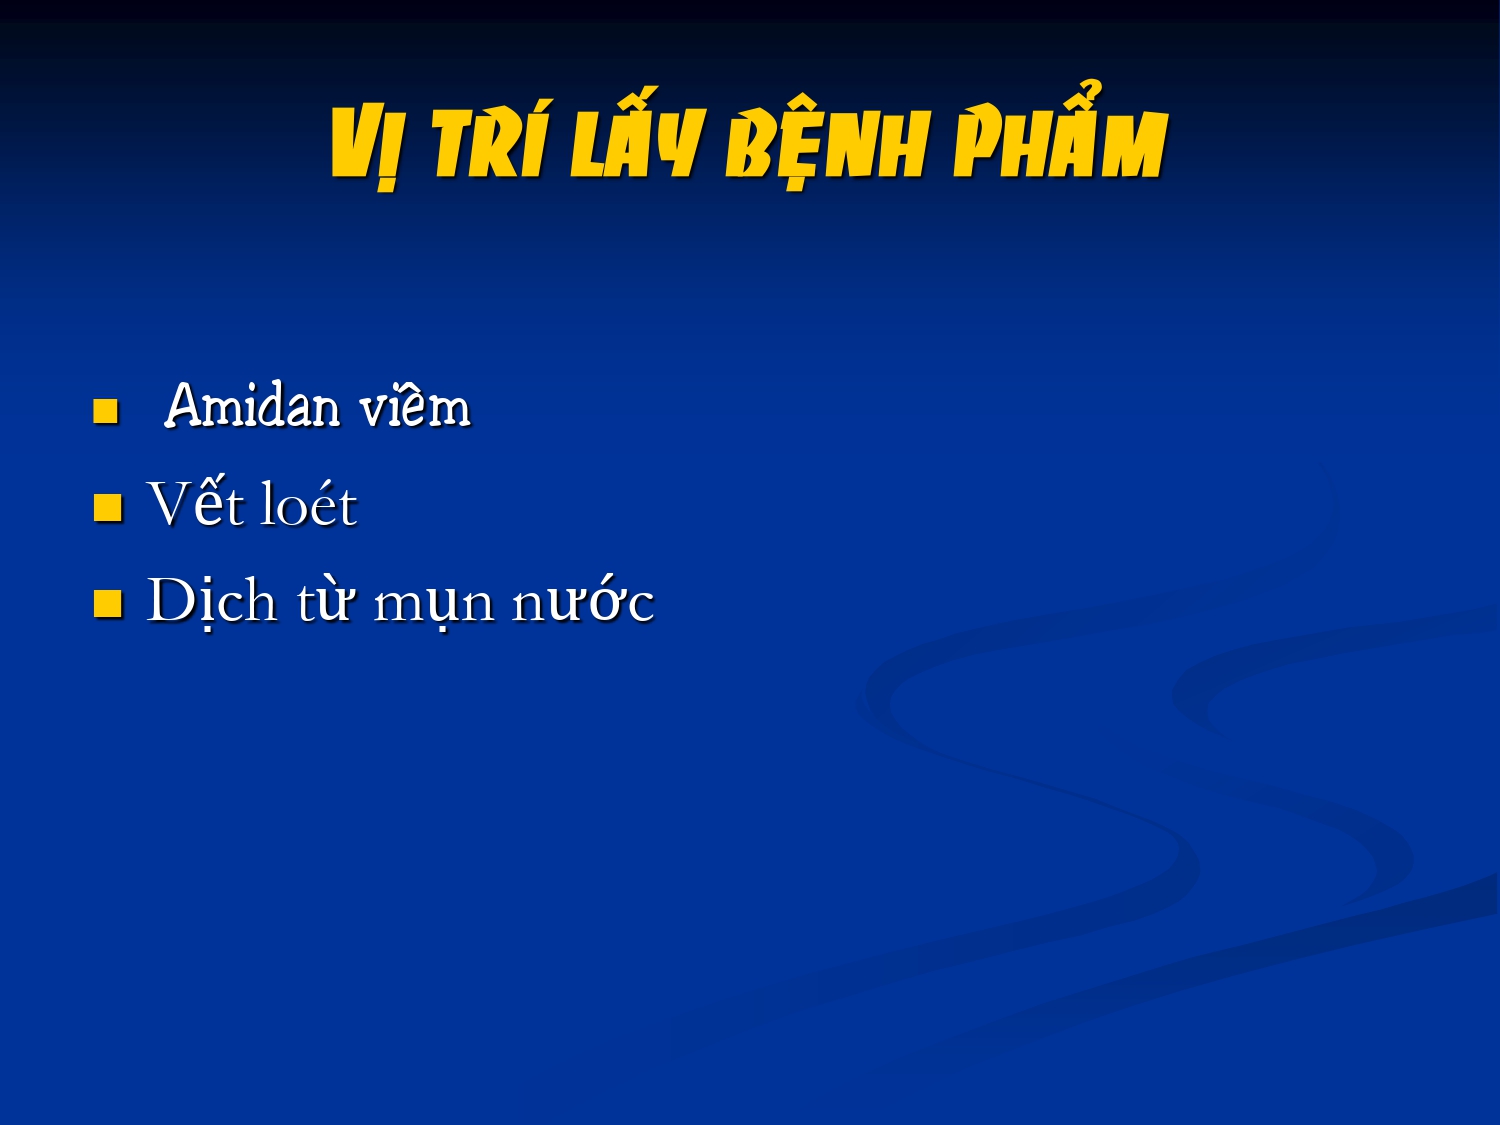 VỊ TRÍ LẤY BỆNH PHẨM
Amidan viêm
Vết loét
Dịch từ mụn nước